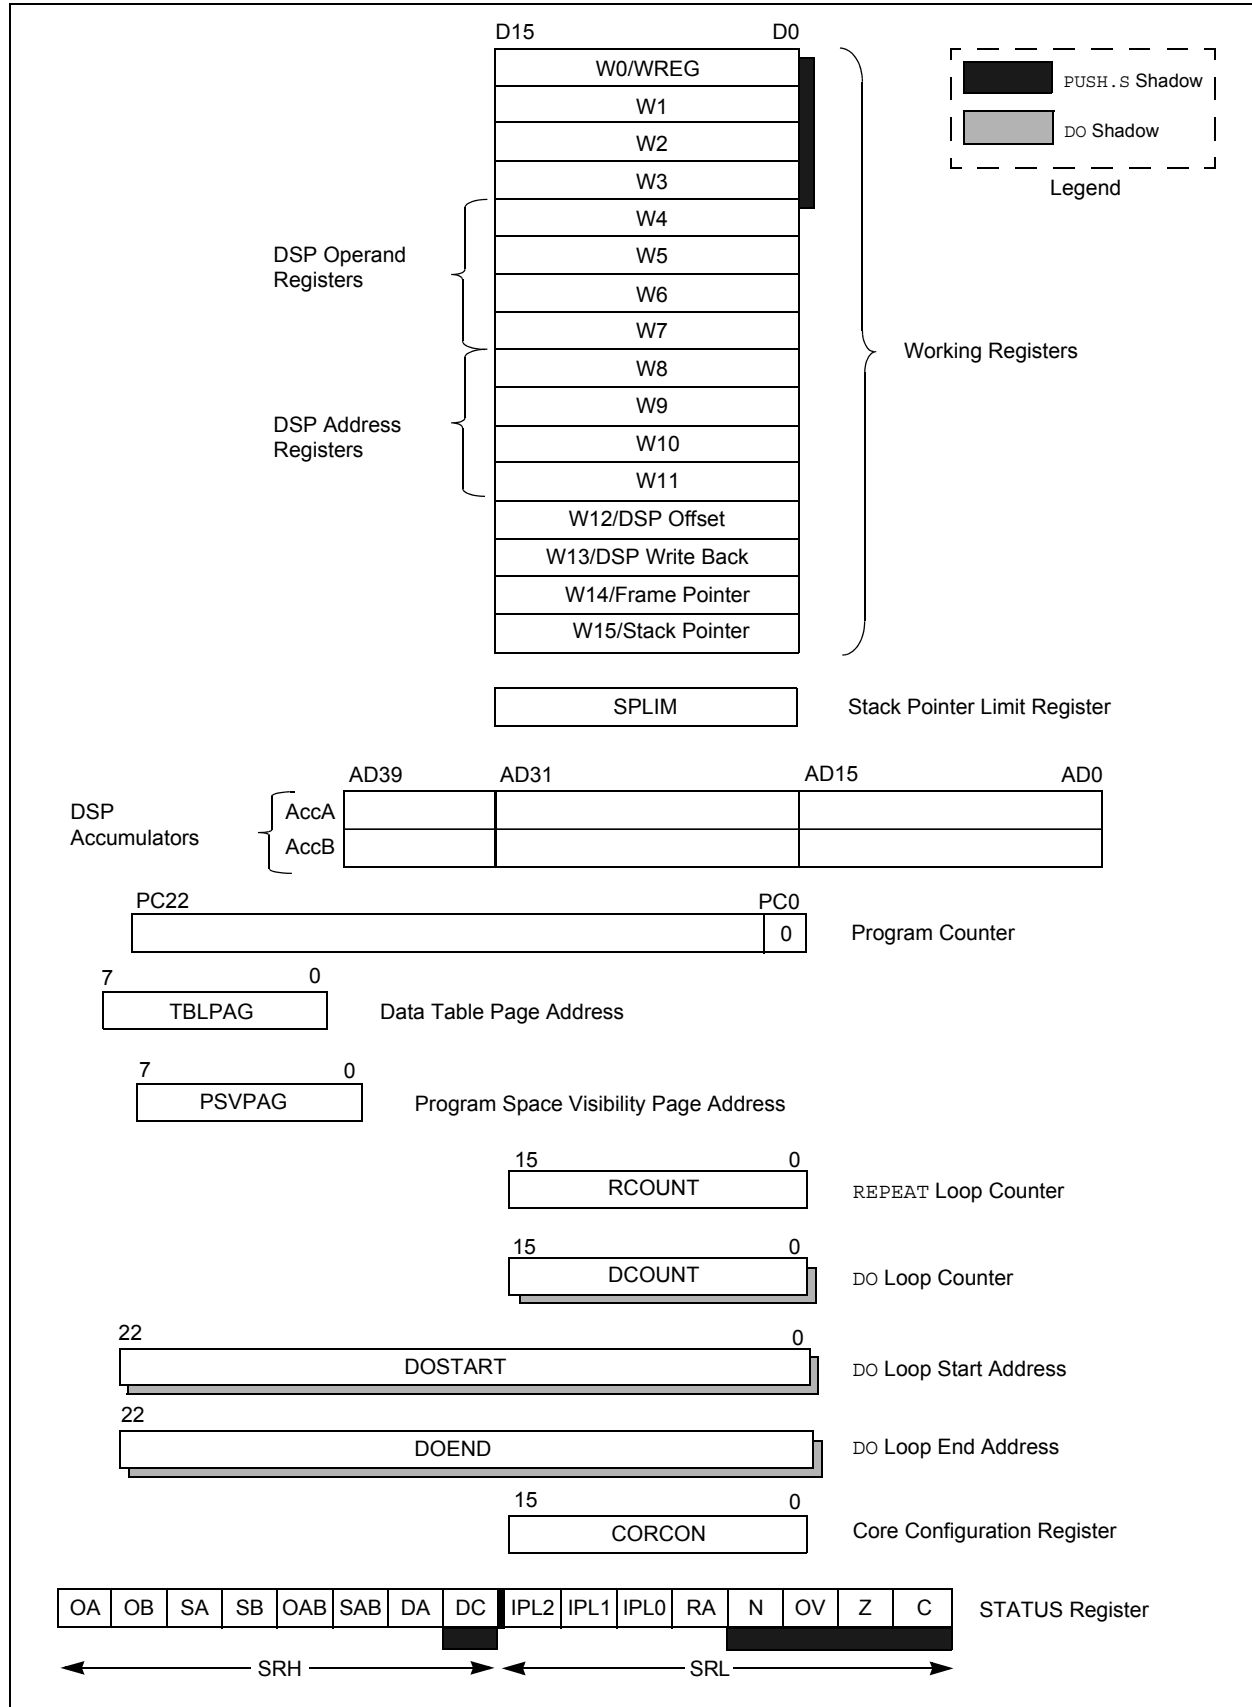 D15 D0
W0/WREG
W1
W2
W3
W4
W5
W6
W7
W8
W9
W10
W11
W12/DSP Offset
W13/DSP Write Back
W14/Frame Pointer
W15/Stack Pointer
PUSH.S Shadow
DO Shadow
Legend
DSP Operand
Registers
DSP Address
Registers
Working Registers
SPLIM Stack Pointer Limit Register
AD39 AD31 AD15 AD0
DSP
Accumulators
AccA
AccB
PC22 PC0
0 Program Counter
7 0
TBLPAG Data Table Page Address
7 0
PSVPAG Program Space Visibility Page Address
15 0
RCOUNT REPEAT Loop Counter
15 0
DCOUNT DO Loop Counter
22 0
DOSTART DO Loop Start Address
22
DOEND DO Loop End Address
15 0
CORCON Core Configuration Register
OA OB SA SB OAB SAB DA DC IPL2 IPL1 IPL0 RA N OV Z C STATUS Register
SRH SRL